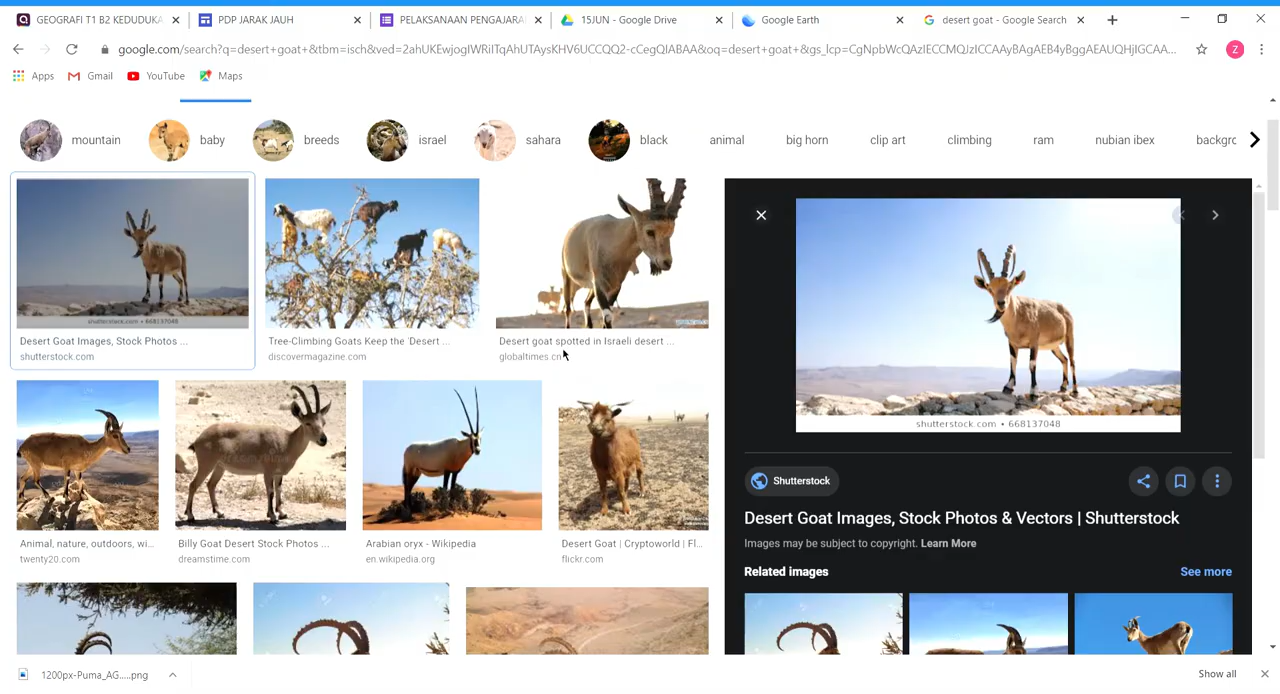 GEOGRAFI T1 B2 KEDUDUKA
PDP JARAK JAUH
PELAKSANAAN PENGAJARA
15JUN - Google Drive
Google Earth
desert goat - Google Search
google.com/search?q=desert+goat+&tbm=isch&ved=2ahUKEwjogIWRiITqAhUTAysKHV6UCCQQ2-cCegQIABAA&oq=desert+goat+&gs_lcp=CgNpbWcQAzIECCMQJzICCAAyBAgAEB4yBggAEAUQHjIGCAA...
Z
Apps
Gmail
YouTube
Maps
mountain
baby
breeds
israel
sahara
black
animal
big horn
clip art
climbing
ram
nubian ibex
backgrc
shutterstock.com • 668137048
Desert Goat Images, Stock Photos ...
shutterstock.com
Tree-Climbing Goats Keep the 'Desert ...
discovermagazine.com
Desert goat spotted in Israeli desert ...
globaltimes.cn
Animal, nature, outdoors, wi...
twenty20.com
Billy Goat Desert Stock Photos ...
dreamstime.com
Arabian oryx - Wikipedia
en.wikipedia.org
Desert Goat | Cryptoworld | Fl...
flickr.com
shutterstock.com • 668137048
Shutterstock
Desert Goat Images, Stock Photos & Vectors | Shutterstock
Images may be subject to copyright. Learn More
Related images
See more
1200px-Puma_AG.....png
Show all